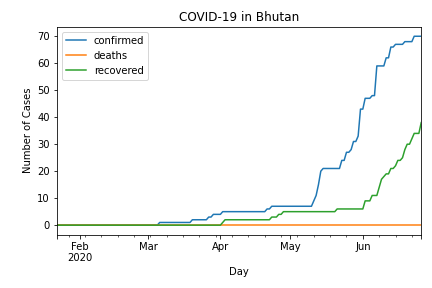 COVID-19 in Bhutan
confirmed
deaths
recovered
Number of Cases
70
60
50
40
30
20
10
0
Feb
2020
Mar
Apr
May
Jun
Day